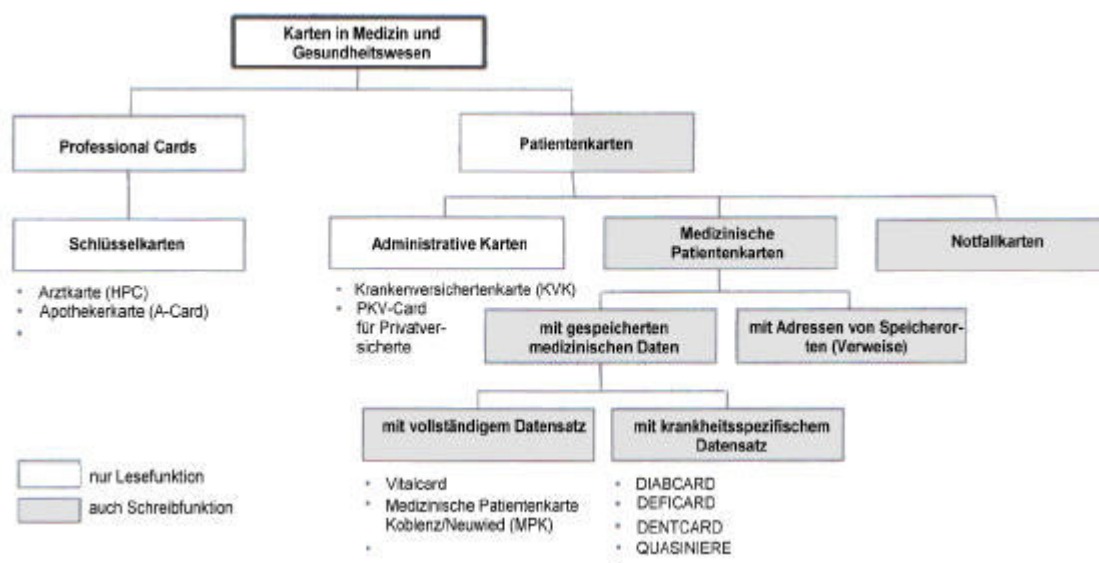 Karten in Medizin und
Gesundheitswesen
Professional Cards
Patientenkarten
Schlüsselkarten
Administrative Karten
Medizinische
Patientenkarten
Notfallkarten
• Arztkarte (HPC)
• Apothekerkarte (A-Card)
•
• Krankenversichertenkarte (KVK)
• PKV-Card
für Privatver-
sicherte
mit gespeicherten
medizinischen Daten
mit Adressen von Speicheror-
ten (Verweise)
mit vollständigem Datensatz
mit krankheitsspezifischem
Datensatz
• Vitalcard
• Medizinische Patientenkarte
Koblenz/Neuwied (MPK)
•
• DIABCARD
• DEFICARD
• DENTCARD
• QUASINIERE
nur Lesefunktion
auch Schreibfunktion